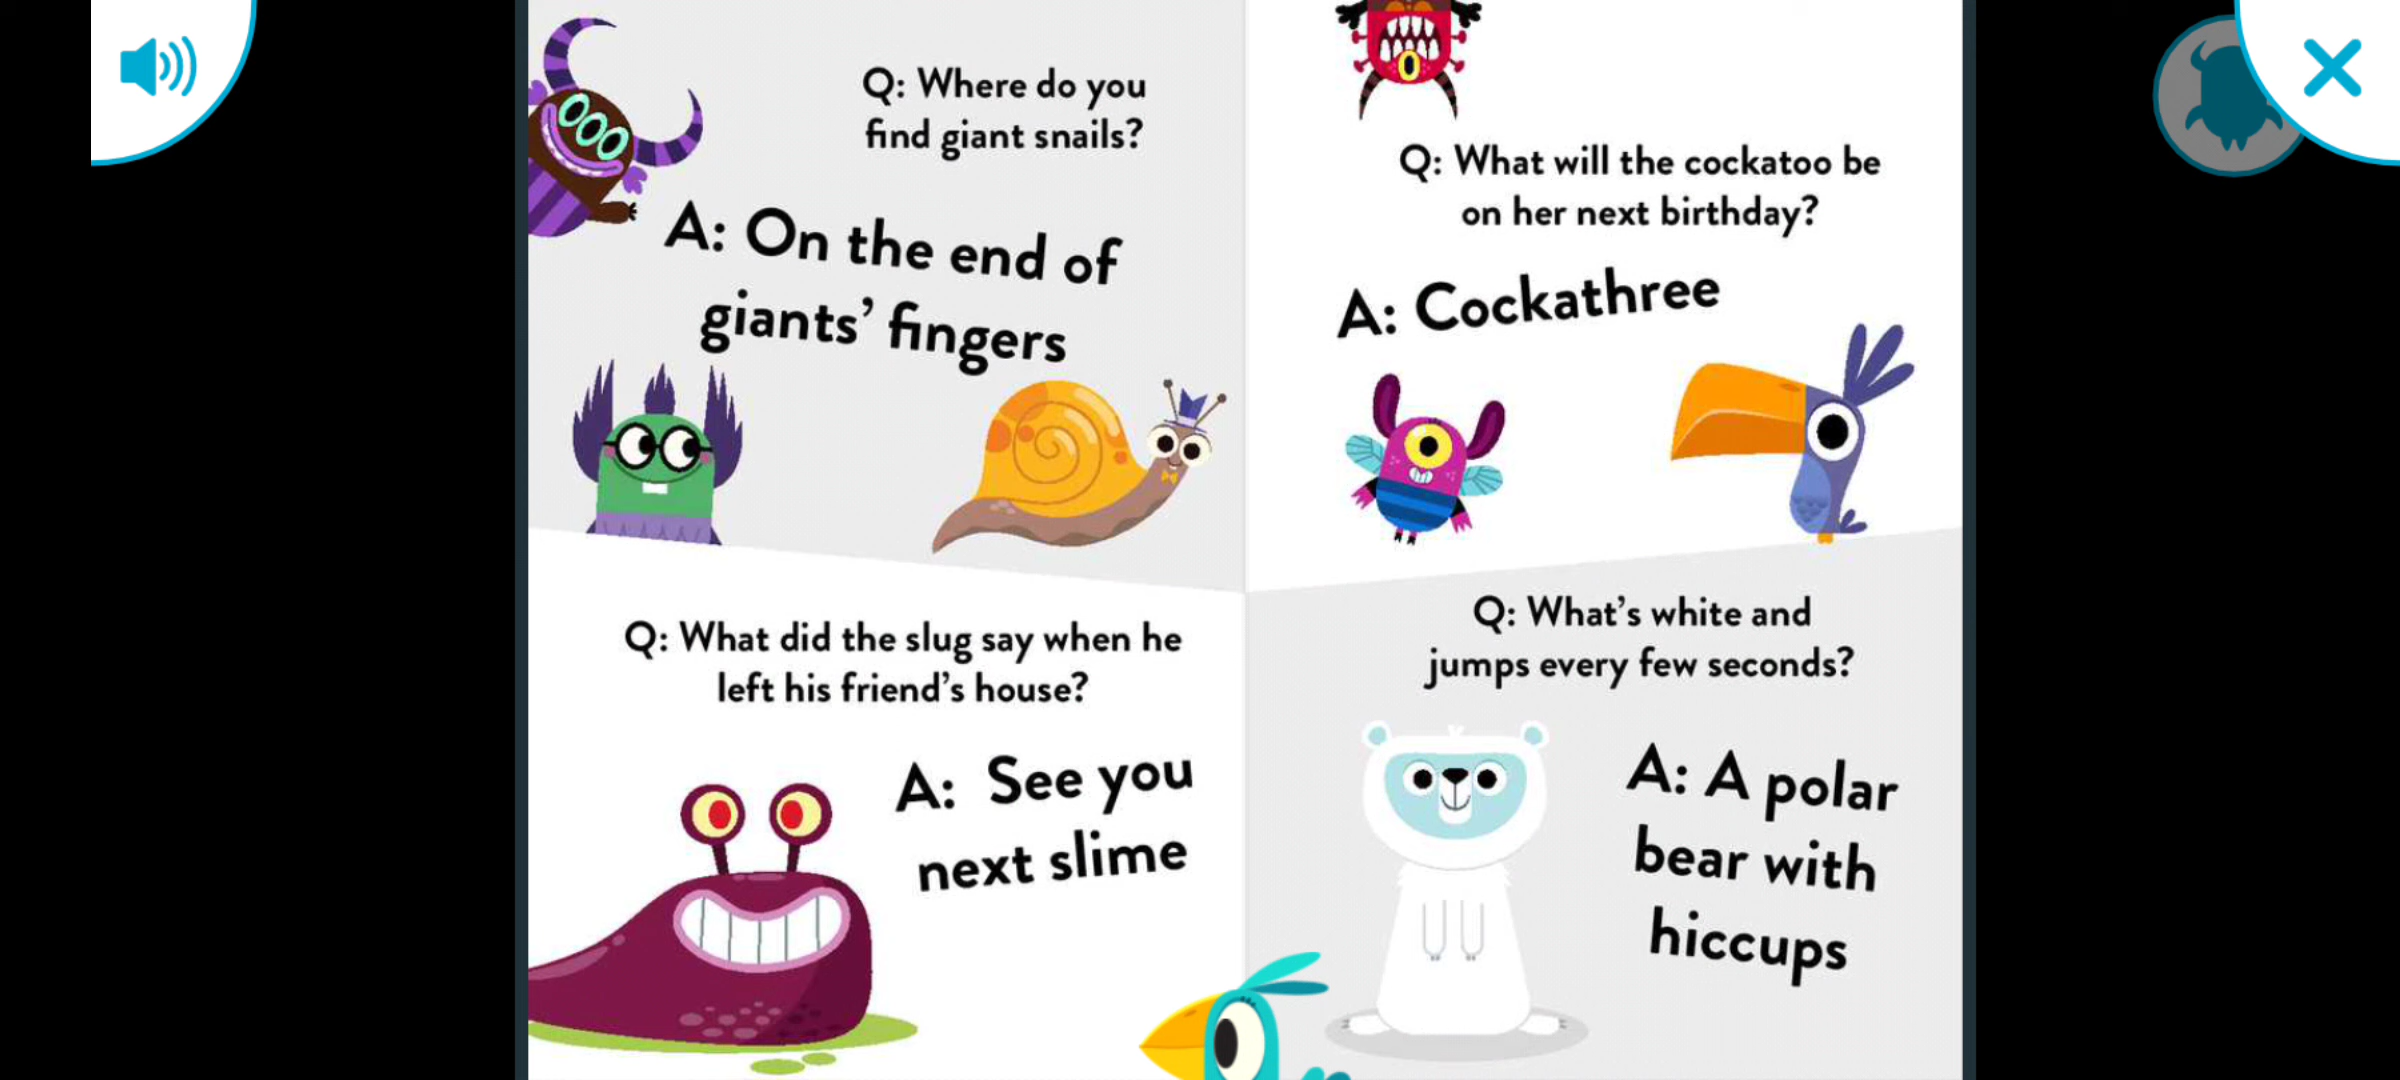 Q: Where do you
find giant snails?
A: On the end of
giants’ fingers
Q: What did the slug say when he
left his friend’s house?
A: See you
next slime
Q: What will the cockatoo be
on her next birthday?
A: Cockathree
Q: What’s white and
jumps every few seconds?
A: A polar
bear with
hiccups